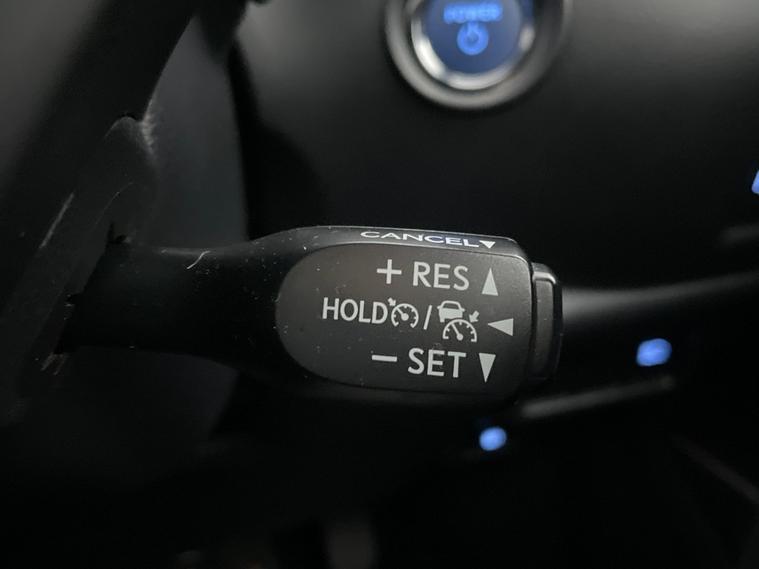 POWER
CANCEL
+ RES
HOLD /
− SET